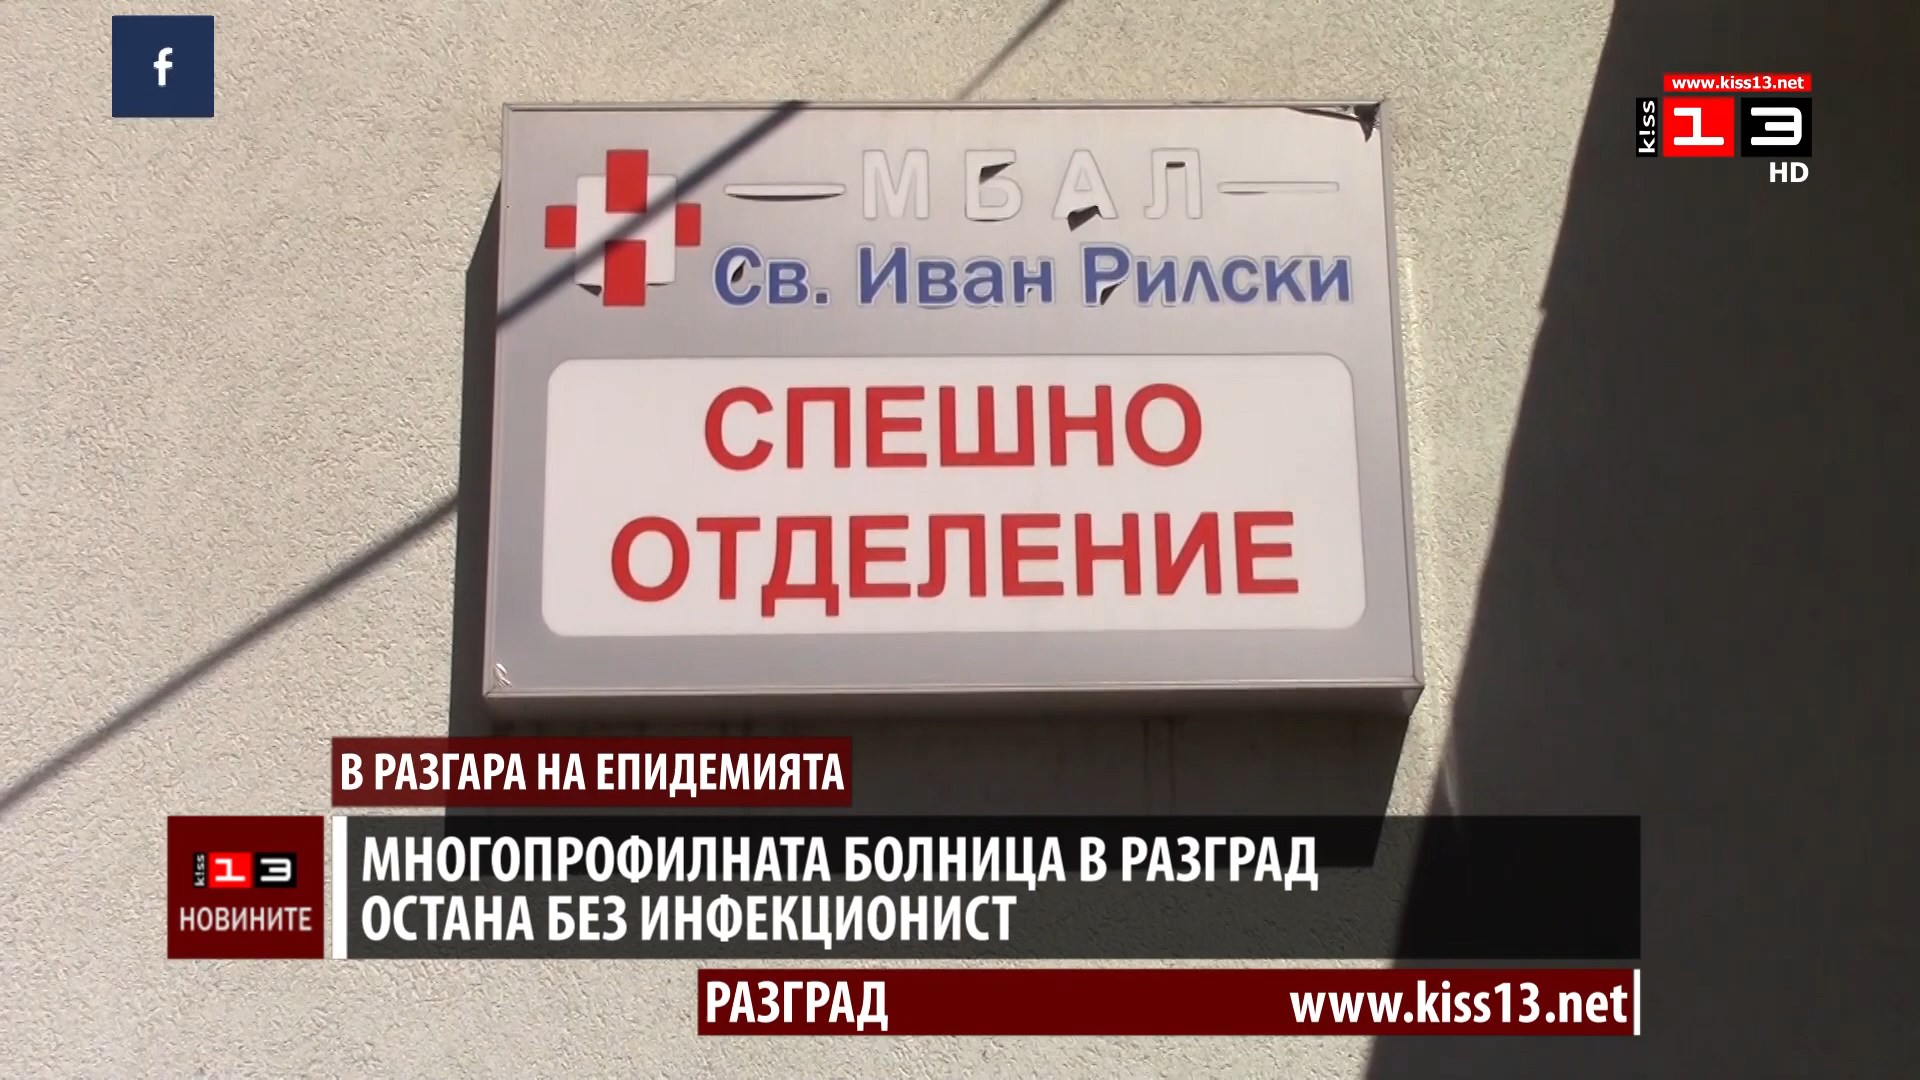 f
www.kiss13.net
kiss 13
HD
МБАЛ
Св. Иван Рилски
СПЕШНО
ОТДЕЛЕНИЕ
В РАЗГАРА НА ЕПИДЕМИЯТА
МНОГОПРОФИЛНАТА БОЛНИЦА В РАЗГРАД
ОСТАНА БЕЗ ИНФЕКЦИОНИСТ
kiss 13
НОВИНИТЕ
РАЗГРАД
www.kiss13.net